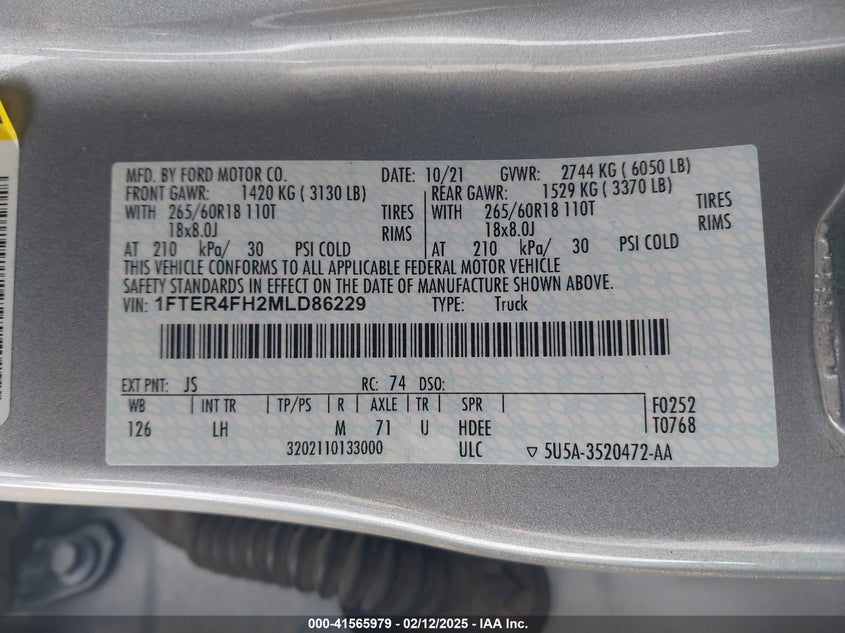 MFD. BY FORD MOTOR CO. DATE: 10/21 GVWR: 2744 KG ( 6050 LB)
FRONT GAWR: 1420 KG ( 3130 LB) REAR GAWR: 1529 KG ( 3370 LB)
WITH 265/60R18 110T TIRES WITH 265/60R18 110T TIRES
18x8.0J RIMS 18x8.0J RIMS
AT 210 kPa/ 30 PSI COLD AT 210 kPa/ 30 PSI COLD
THIS VEHICLE CONFORMS TO ALL APPLICABLE FEDERAL MOTOR VEHICLE
SAFETY STANDARDS IN EFFECT ON THE DATE OF MANUFACTURE SHOWN ABOVE.
VIN: 1FTER4FH2MLD86229 TYPE: Truck
EXT PNT: JS RC: 74 DSO:
WB INT TR TP/PS R AXLE TR SPR F0252
126 LH M 71 U HDEE T0768
3202110133000 ULC ▽ 5U5A-3520472-AA
000-41565979 — 02/12/2025 — IAA Inc.